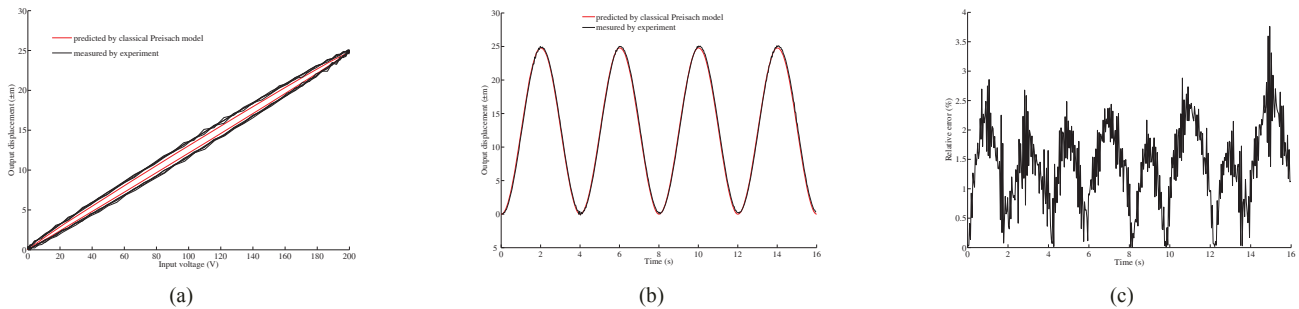 30
25
20
15
10
5
0
Output displacement (±m)
predicted by classical Preisach model
measured by experiment
0 20 40 60 80 100 120 140 160 180 200
Input voltage (V)
(a)
30
25
20
15
10
5
0
5
Output displacement (±m)
predicted by classical Preisach model
mesured by experiment
0 2 4 6 8 10 12 14 16
Time (s)
(b)
4
3.5
3
2.5
2
1.5
1
0.5
0
Relative error (%)
0 2 4 6 8 10 12 14 16
Time (s)
(c)